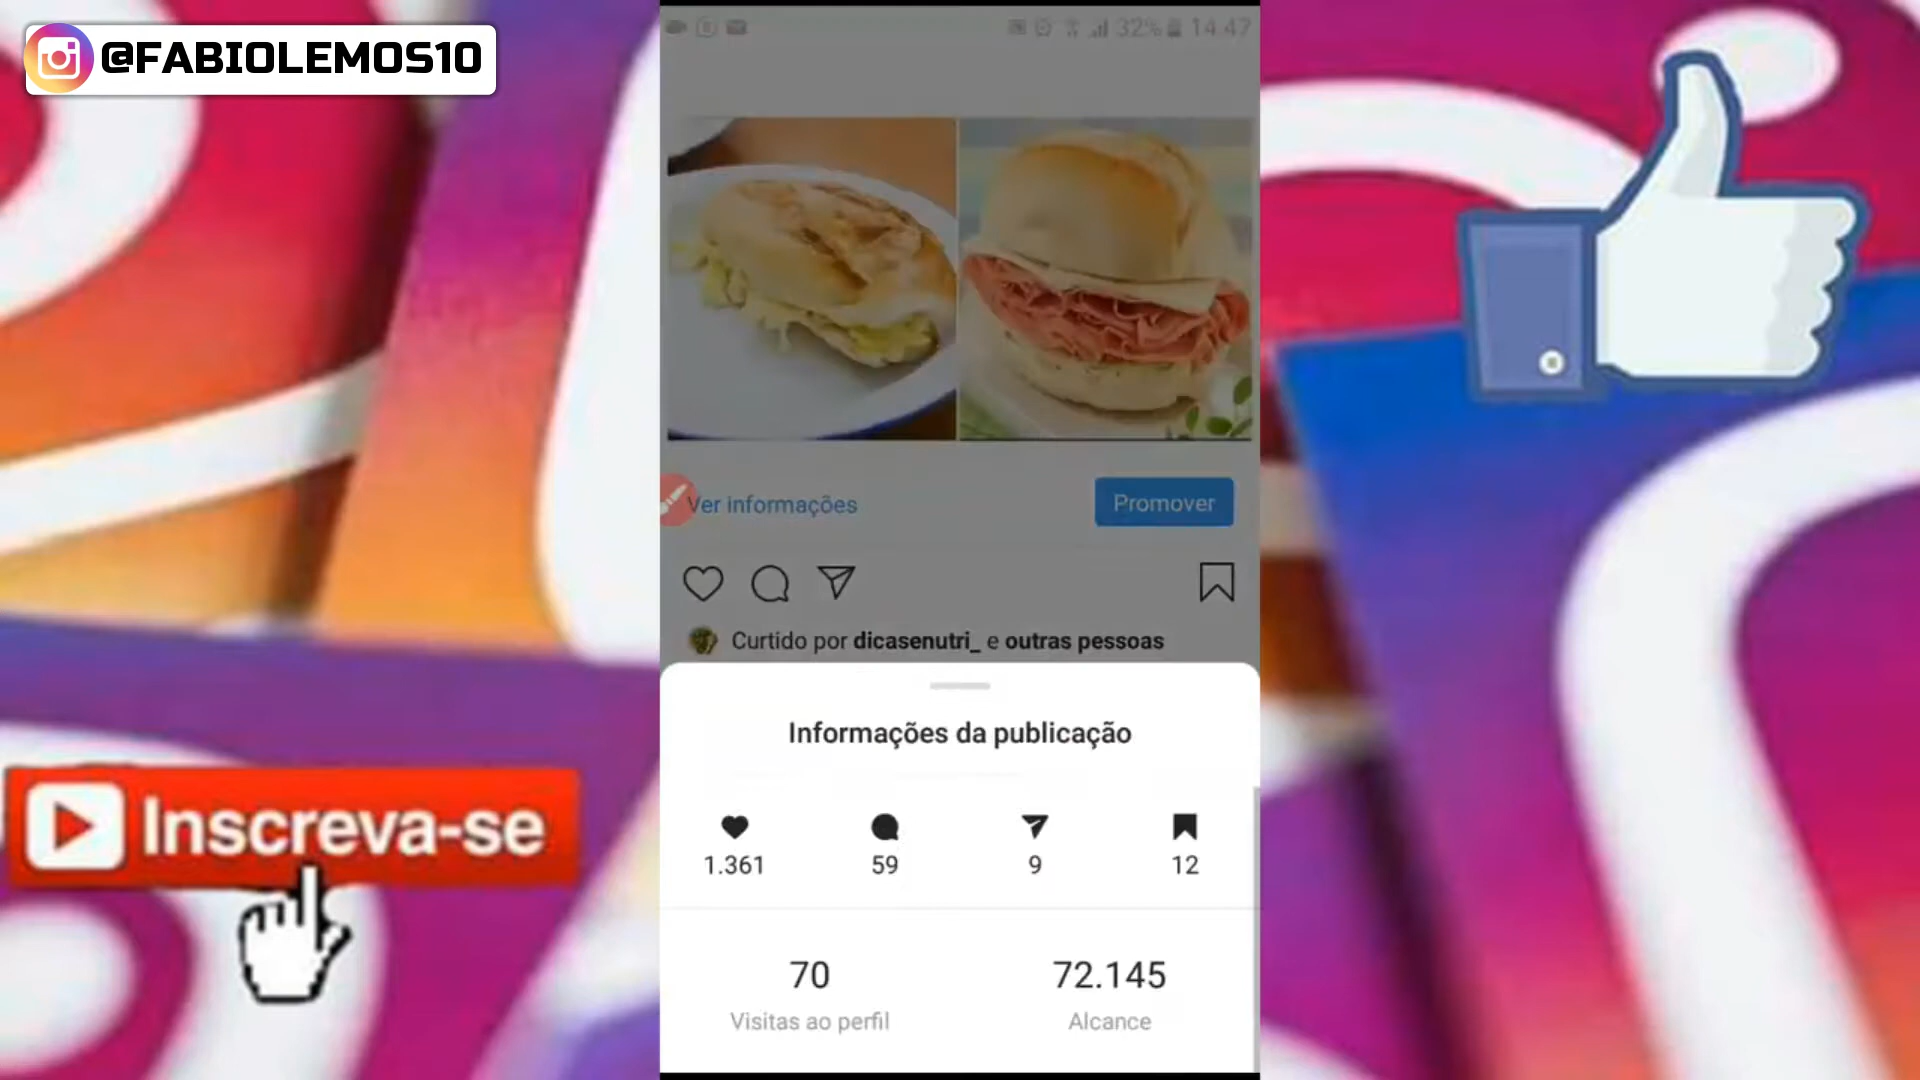 @FABIOLEMOS10
32% 14.47
Ver informações
Promover
Curtido por dicasenutri_ e outras pessoas
Informações da publicação
1.361 59 9 12
70 72.145
Visitas ao perfil Alcance
Inscreva-se